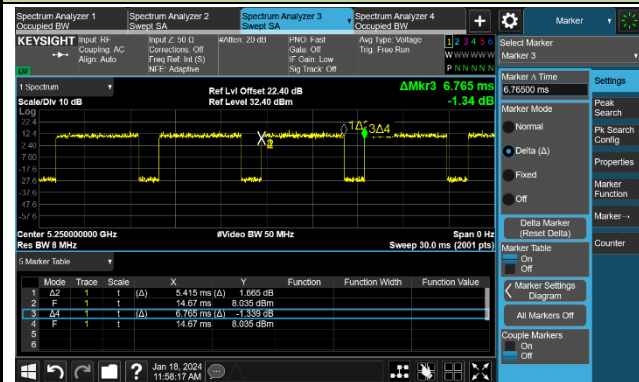 Spectrum Analyzer 1
Occupied BW
Spectrum Analyzer 2
Swept SA
Spectrum Analyzer 3
Swept SA
Spectrum Analyzer 4
Occupied BW
Marker
KEYSIGHT
Input: RF
Coupling: AC
Align: Auto
Input Z: 50 Ω
Corrections: Off
Freq Ref: Int (S)
NFE: Adaptive
#Atten: 20 dB
PNO: Fast
Gate: Off
IF Gain: Low
Sig Track: Off
Avg Type: Voltage
Trig: Free Run
1 2 3 4 5 6
W W W W W W
P N N N N N
LVI
Select Marker
Marker 3
1 Spectrum
Scale/Div 10 dB
Log
Ref Lvl Offset 22.40 dB
Ref Level 32.40 dBm
ΔMkr3 6.765 ms
-1.34 dB
22.4
12.4
2.40
-7.60
-17.6
-27.6
-37.6
-47.6
-57.6
2
1Δ2
3Δ4
Center 5.250000000 GHz
Res BW 8 MHz
#Video BW 50 MHz
Span 0 Hz
Sweep 30.0 ms (2001 pts)
5 Marker Table
Mode Trace Scale X Y Function Function Width Function Value
1 Δ2 1 t (Δ) 5.415 ms (Δ) 1.665 dB
2 F 1 t 14.67 ms 8.035 dBm
3 Δ4 1 t (Δ) 6.765 ms (Δ) -1.339 dB
4 F 1 t 14.67 ms 8.035 dBm
5
6
Marker Δ Time
6.76500 ms
Marker Mode
Normal
Delta (Δ)
Fixed
Off
Delta Marker
(Reset Delta)
Marker Table
On
Off
Marker Settings
Diagram
All Markers Off
Couple Markers
On
Off
Settings
Peak
Search
Pk Search
Config
Properties
Marker
Function
Marker→
Counter
?
Jan 18, 2024
11:58:17 AM